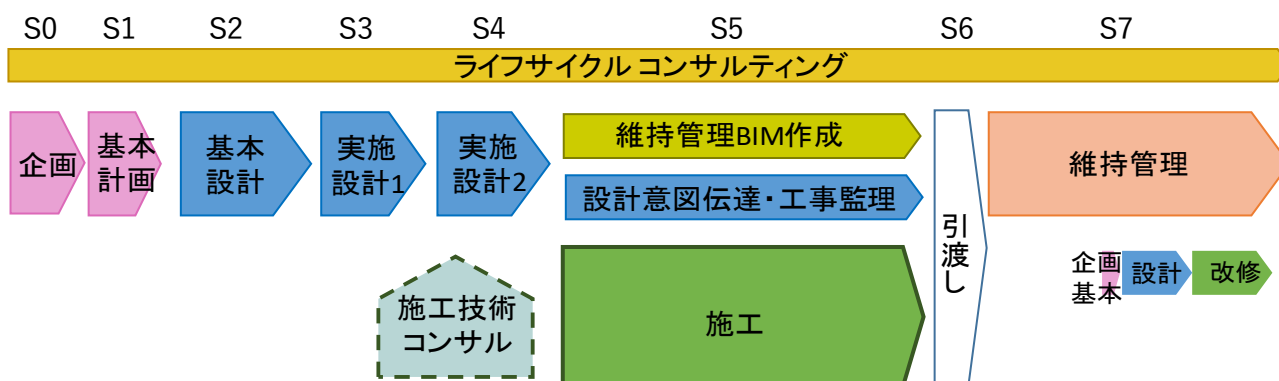 S0 S1 S2 S3 S4 S5 S6 S7
ライフサイクル コンサルティング
企画
基本
計画
基本
設計
実施
設計1
実施
設計2
維持管理BIM作成
設計意図伝達・工事監理
施工技術
コンサル
施工
引渡し
維持管理
企画
基本
設計
改修